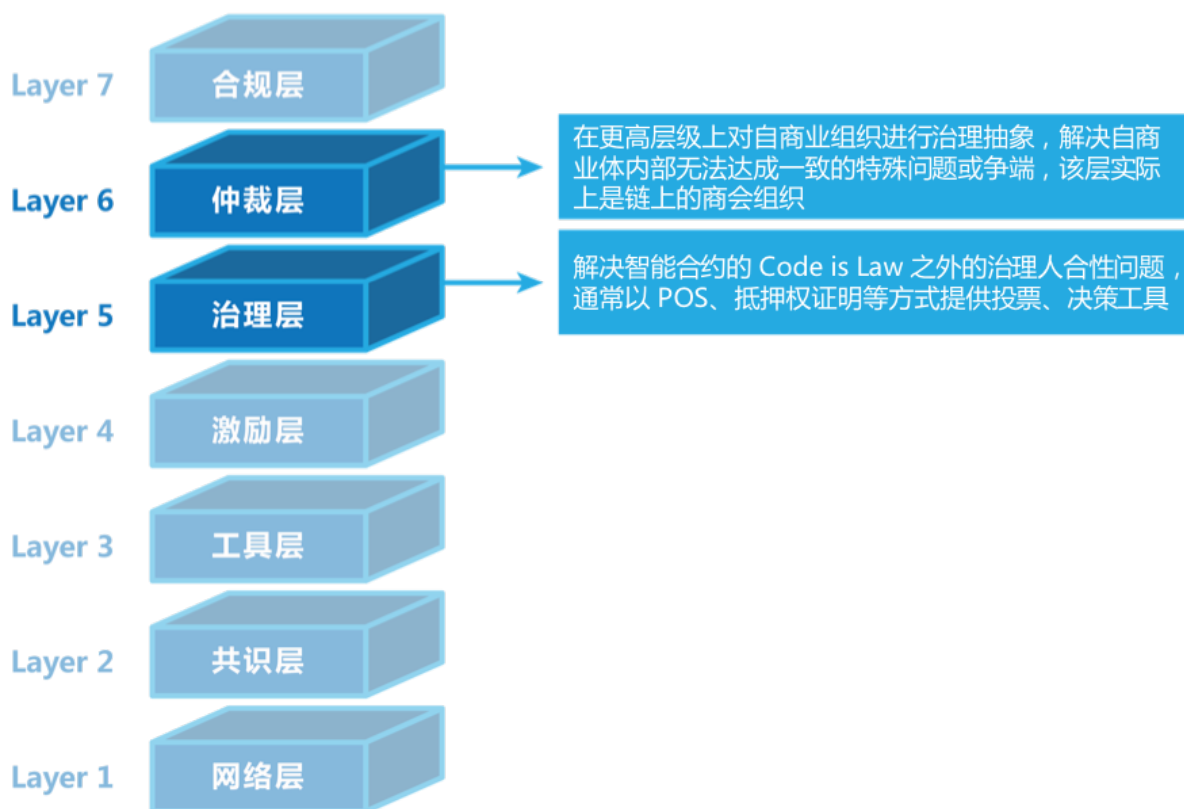 Layer 7
合规层
Layer 6
仲裁层
在更高层级上对自商业组织进行治理抽象，解决自商
业体内部无法达成一致的特殊问题或争端，该层实际
上是链上的商会组织
Layer 5
治理层
解决智能合约的 Code is Law 之外的治理人合性问题，
通常以 POS、抵押权证明等方式提供投票、决策工具
Layer 4
激励层
Layer 3
工具层
Layer 2
共识层
Layer 1
网络层